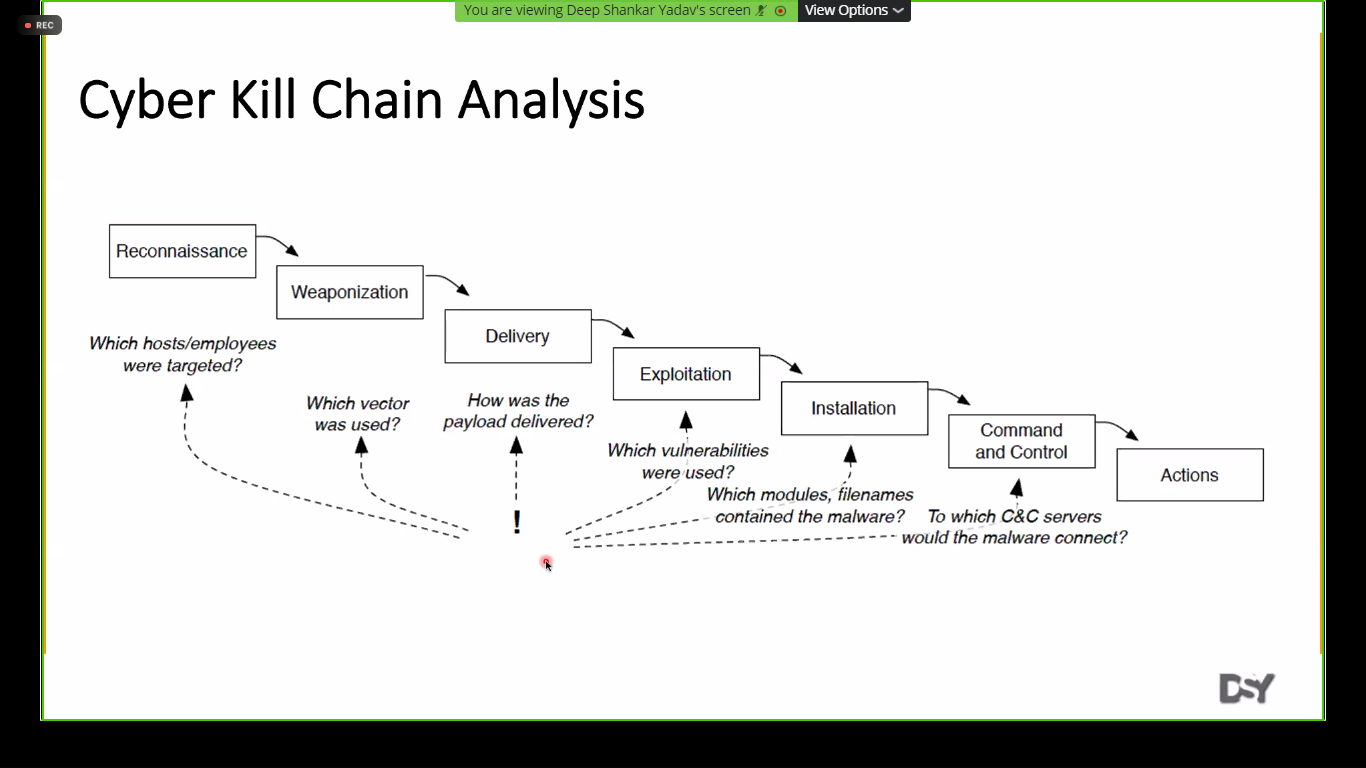 You are viewing Deep Shankar Yadav's screen
View Options
REC
Cyber Kill Chain Analysis
Reconnaissance
Weaponization
Delivery
Exploitation
Installation
Command
and Control
Actions
Which hosts/employees
were targeted?
Which vector
was used?
How was the
payload delivered?
Which vulnerabilities
were used?
Which modules, filenames
contained the malware?
To which C&C servers
would the malware connect?
!
DSY